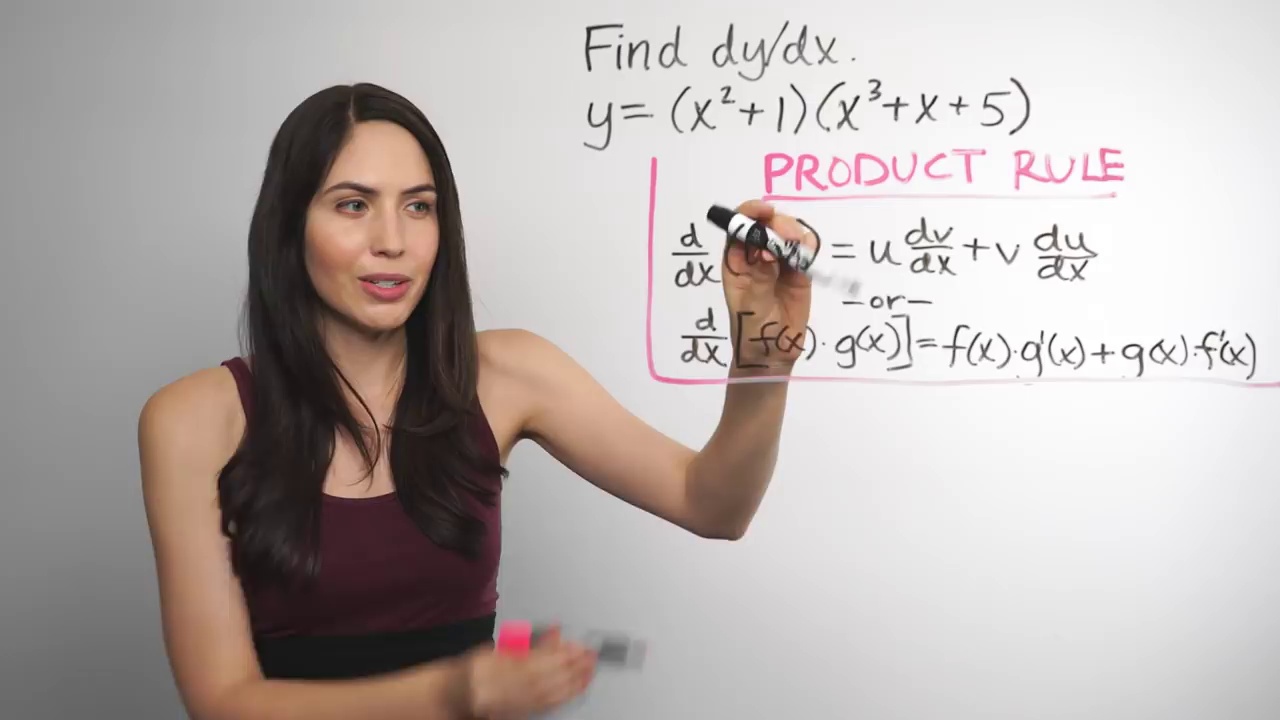 Find dy/dx.
y= (x²+1)(x³+x+5)
PRODUCT RULE
d/dx ( ) = u dv/dx + v du/dx
–or–
d/dx [f(x)·g(x)]=f(x)·g'(x)+g(x)·f'(x)